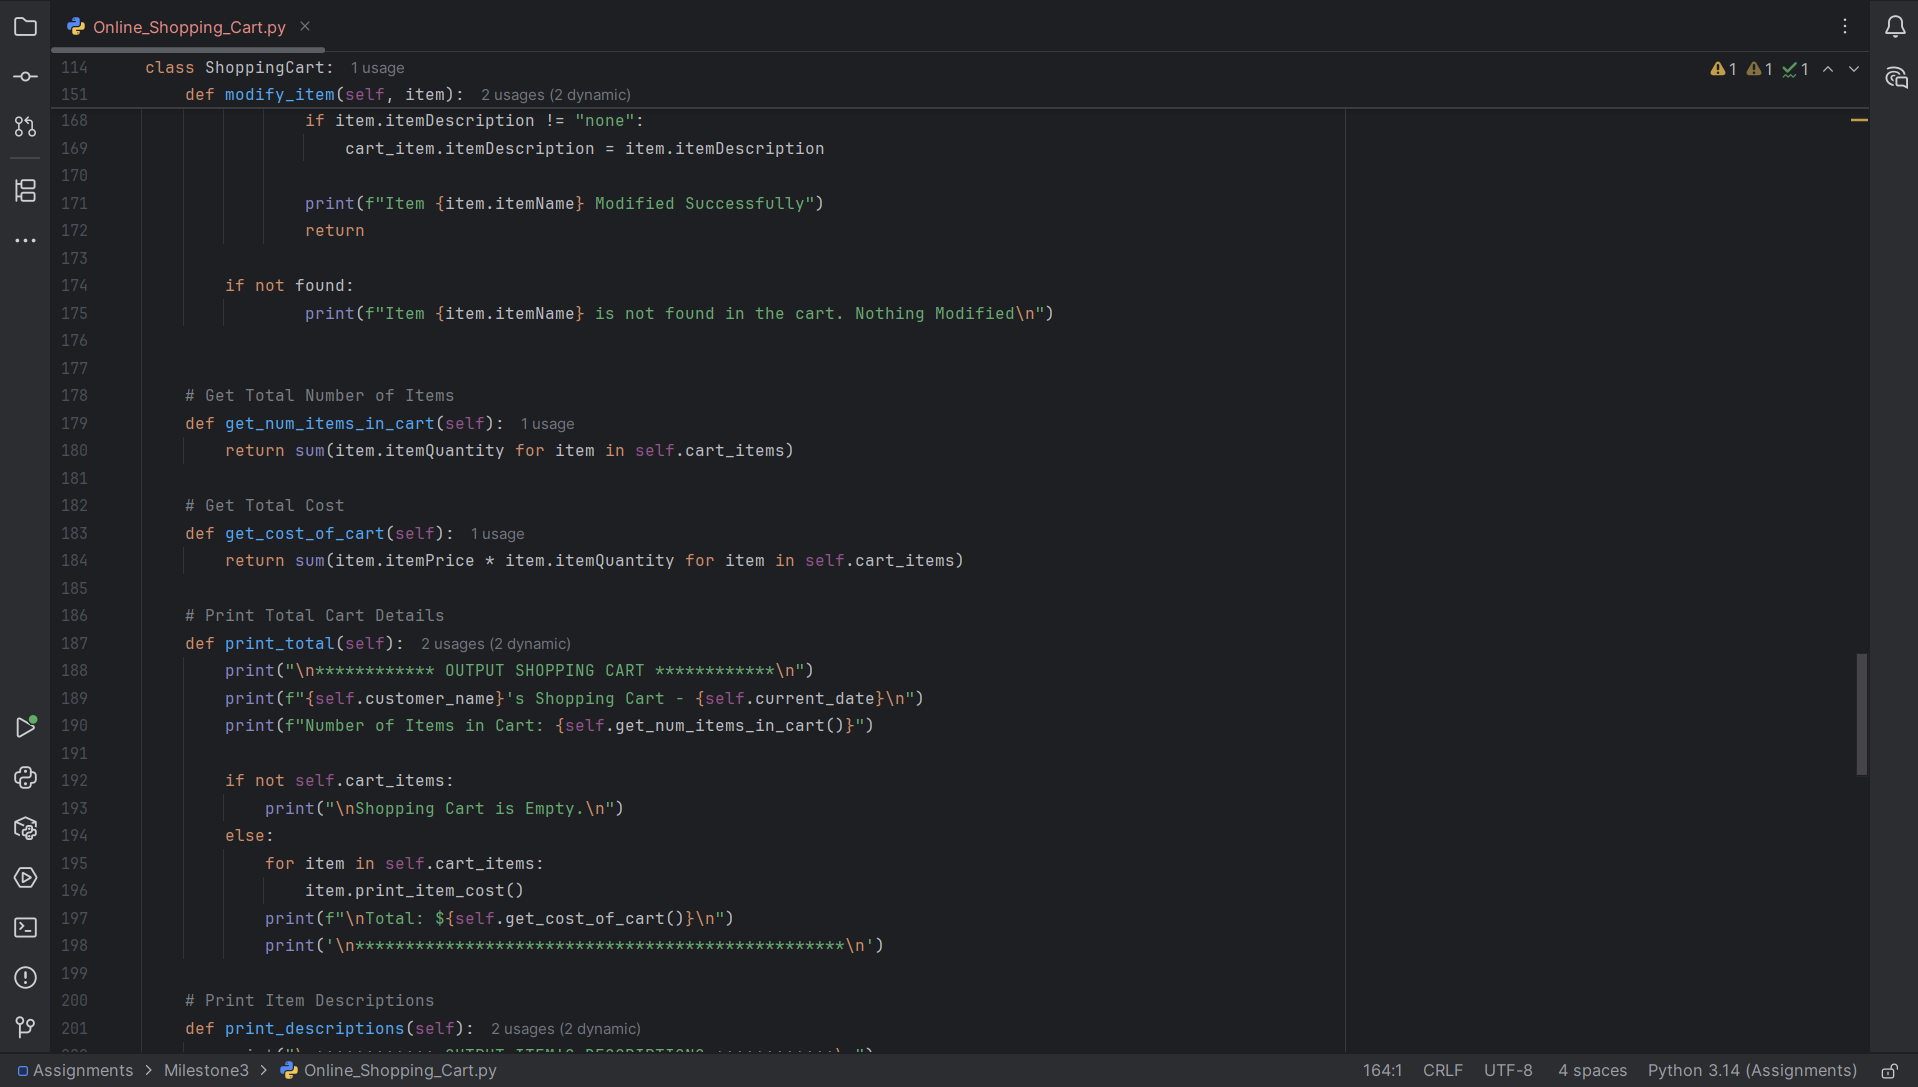 Online_Shopping_Cart.py
114 class ShoppingCart: 1 usage
1 1 1
151 def modify_item(self, item): 2 usages (2 dynamic)
168 if item.itemDescription != "none":
169 cart_item.itemDescription = item.itemDescription
170
171 print(f"Item {item.itemName} Modified Successfully")
172 return
173
174 if not found:
175 print(f"Item {item.itemName} is not found in the cart. Nothing Modified\n")
176
177
178 # Get Total Number of Items
179 def get_num_items_in_cart(self): 1 usage
180 return sum(item.itemQuantity for item in self.cart_items)
181
182 # Get Total Cost
183 def get_cost_of_cart(self): 1 usage
184 return sum(item.itemPrice * item.itemQuantity for item in self.cart_items)
185
186 # Print Total Cart Details
187 def print_total(self): 2 usages (2 dynamic)
188 print("\n************ OUTPUT SHOPPING CART ************\n")
189 print(f"{self.customer_name}'s Shopping Cart - {self.current_date}\n")
190 print(f"Number of Items in Cart: {self.get_num_items_in_cart()}")
191
192 if not self.cart_items:
193 print("\nShopping Cart is Empty.\n")
194 else:
195 for item in self.cart_items:
196 item.print_item_cost()
197 print(f"\nTotal: ${self.get_cost_of_cart()}\n")
198 print('\n*************************************************\n')
199
200 # Print Item Descriptions
201 def print_descriptions(self): 2 usages (2 dynamic)
Assignments > Milestone3 > Online_Shopping_Cart.py 164:1 CRLF UTF-8 4 spaces Python 3.14 (Assignments)